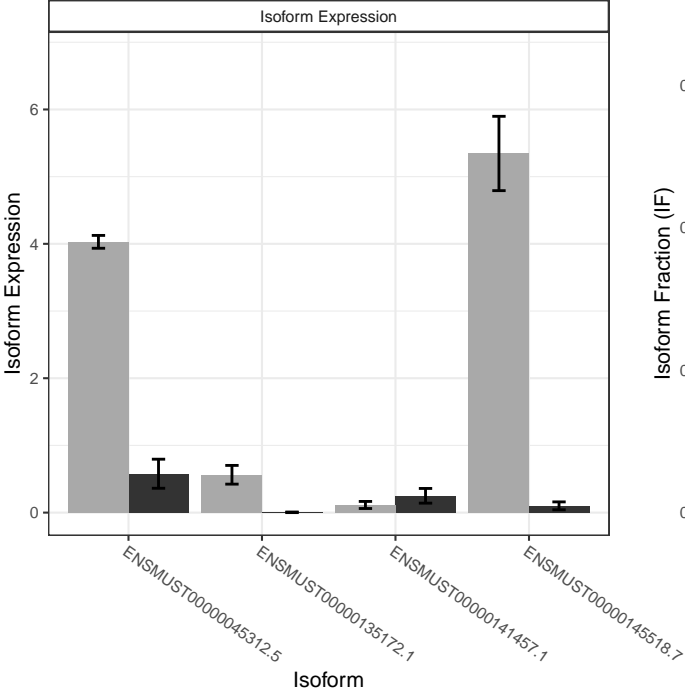 Isoform Expression
6
4
2
0
Isoform Expression
ENSMUST00000045312.5
ENSMUST00000135172.1
ENSMUST00000141457.1
ENSMUST00000145518.7
Isoform
Isoform Fraction (IF)